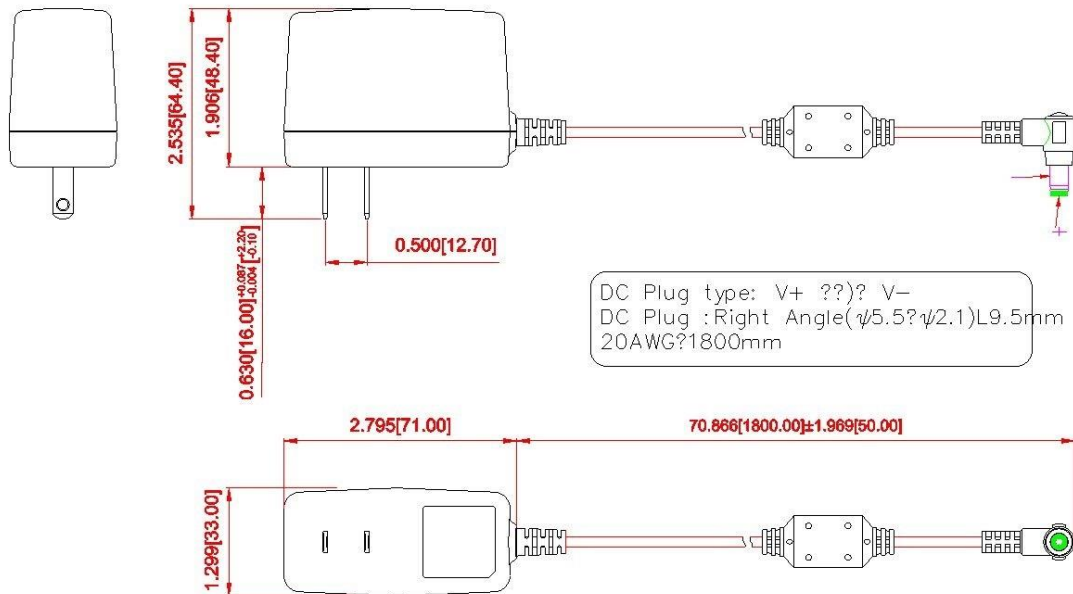 2.535[64.40]
1.906[48.40]
0.630[16.00] +0.087 -0.004 [+2.20 -0.10]
0.500[12.70]
DC Plug type: V+ ??)? V-
DC Plug :Right Angle(ψ5.5?ψ2.1)L9.5mm
20AWG?1800mm
2.795[71.00]
70.866[1800.00]±1.969[50.00]
1.299[33.00]